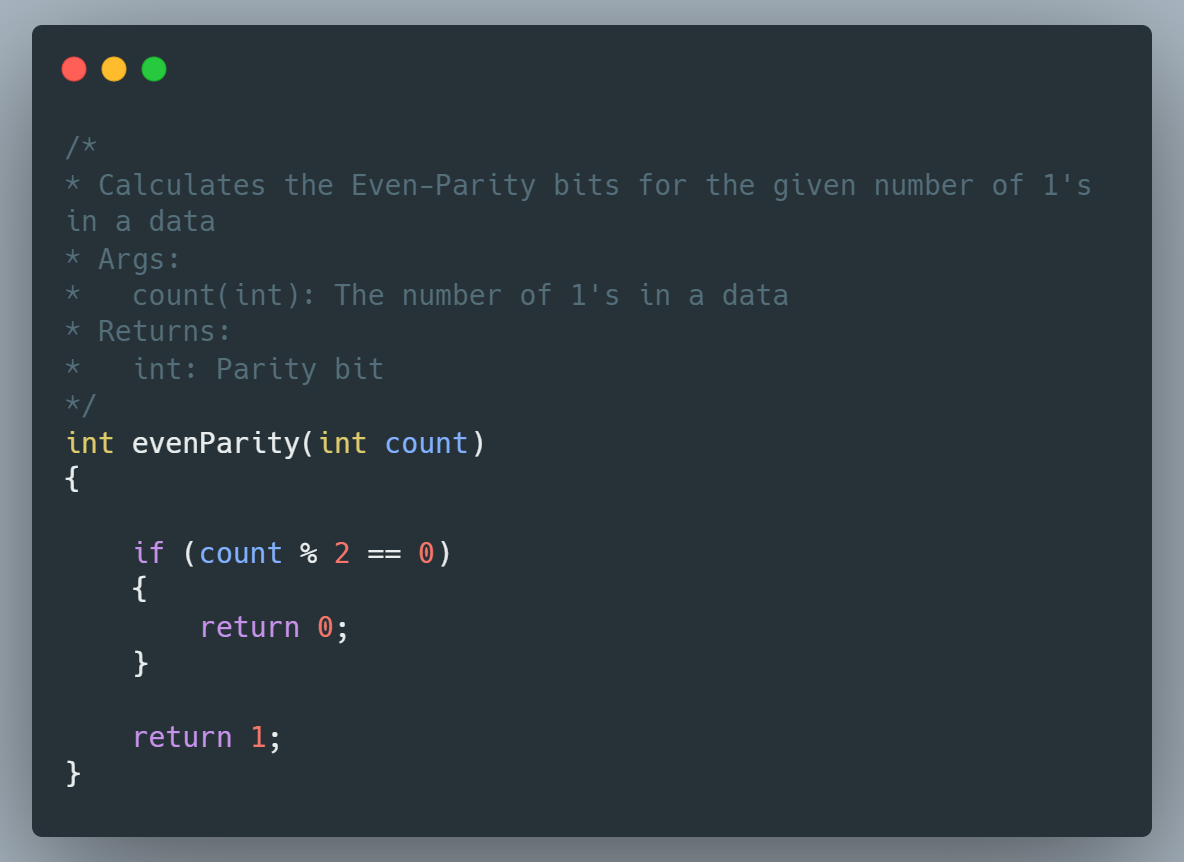 /*
* Calculates the Even-Parity bits for the given number of 1's
in a data
* Args:
*   count(int): The number of 1's in a data
* Returns:
*   int: Parity bit
*/
int evenParity(int count)
{
    if (count % 2 == 0)
    {
        return 0;
    }
    return 1;
}